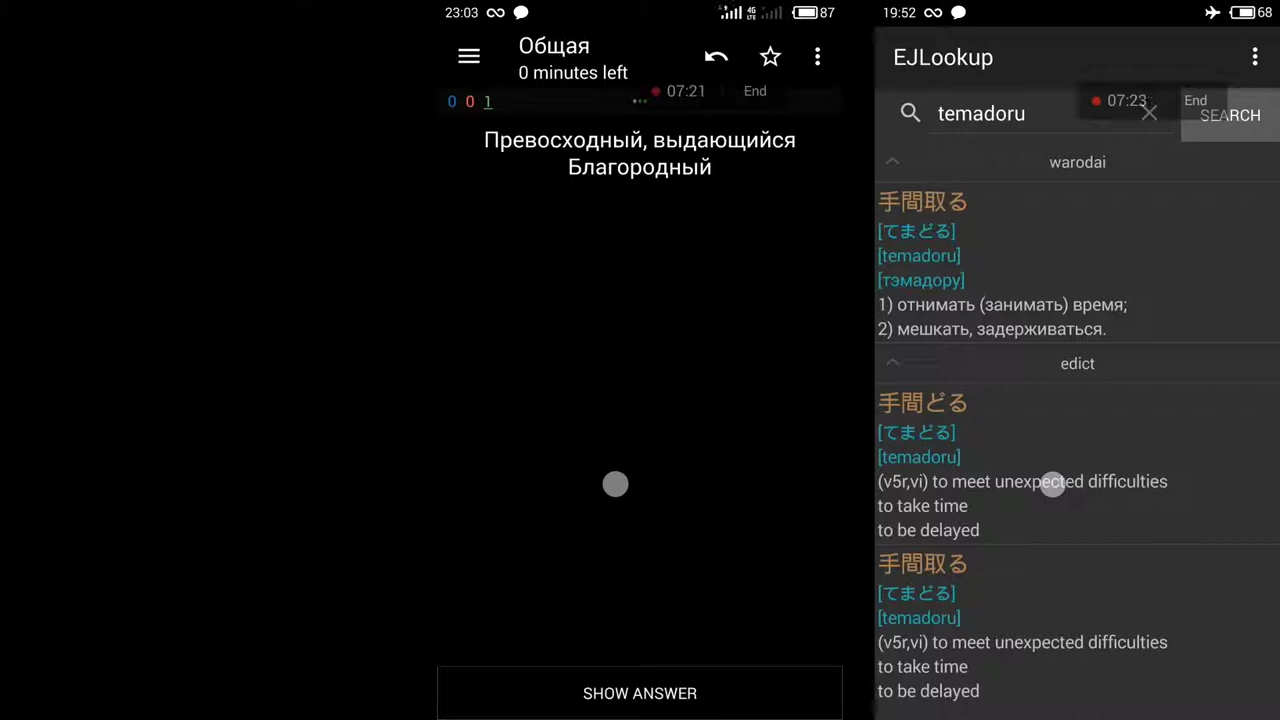 23:03
4G
LTE
87
Общая
0 minutes left
07:21
End
0 0 1
Превосходный, выдающийся
Благородный
SHOW ANSWER
19:52
68
EJLookup
07:23
End
temadoru
SEARCH
warodai
手間取る
[てまどる]
[temadoru]
[тэмадору]
1) отнимать (занимать) время;
2) мешкать, задерживаться.
edict
手間どる
[てまどる]
[temadoru]
(v5r,vi) to meet unexpected difficulties
to take time
to be delayed
手間取る
[てまどる]
[temadoru]
(v5r,vi) to meet unexpected difficulties
to take time
to be delayed